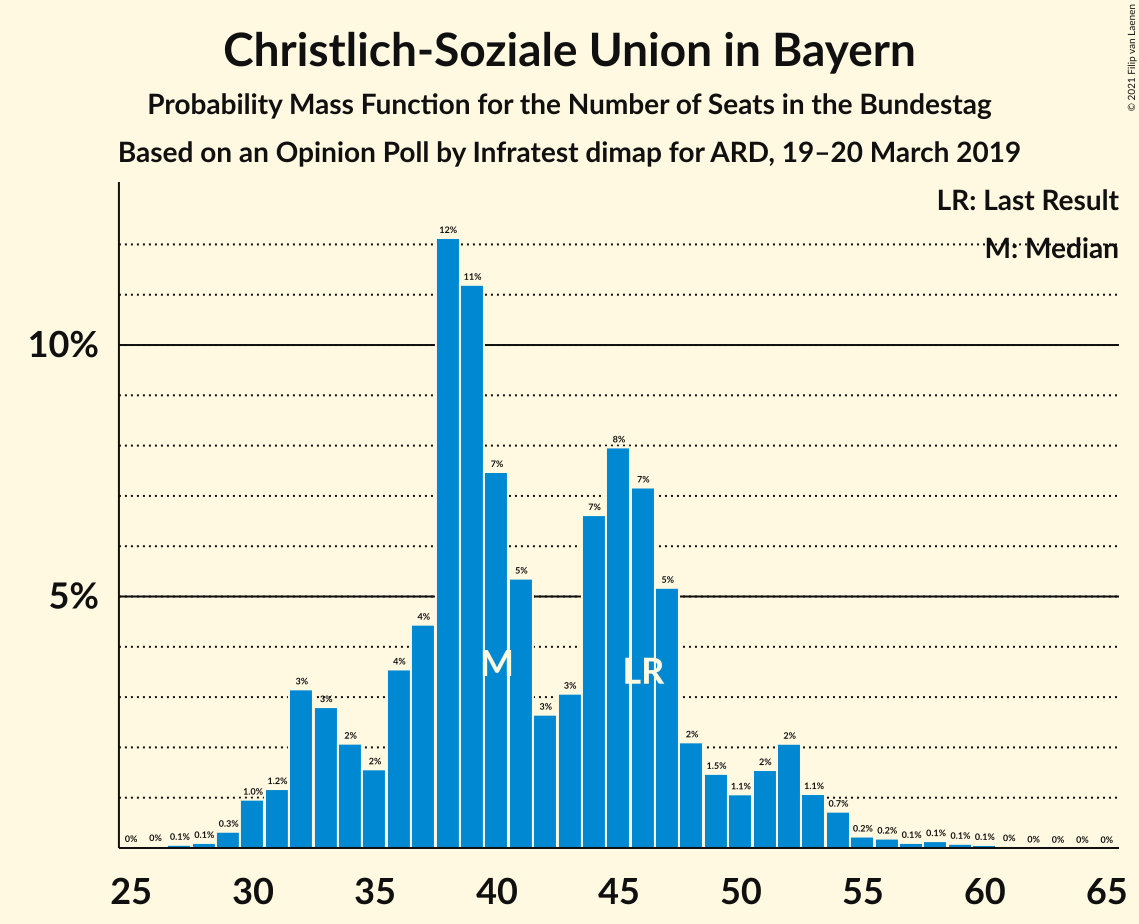 Christlich-Soziale Union in Bayern
Probability Mass Function for the Number of Seats in the Bundestag
Based on an Opinion Poll by Infratest dimap for ARD, 19–20 March 2019
© 2021 Filip van Laenen
LR: Last Result
M: Median
10%
5%
0% 0% 0.1% 0.1% 0.3% 1.0% 1.2% 3% 3% 2% 2% 4% 4% 12% 11% 7% 5% 3% 3% 7% 8% 7% 5% 2% 1.5% 1.1% 2% 2% 1.1% 0.7% 0.2% 0.2% 0.1% 0.1% 0.1% 0.1% 0% 0% 0% 0% 0%
M LR
25 30 35 40 45 50 55 60 65